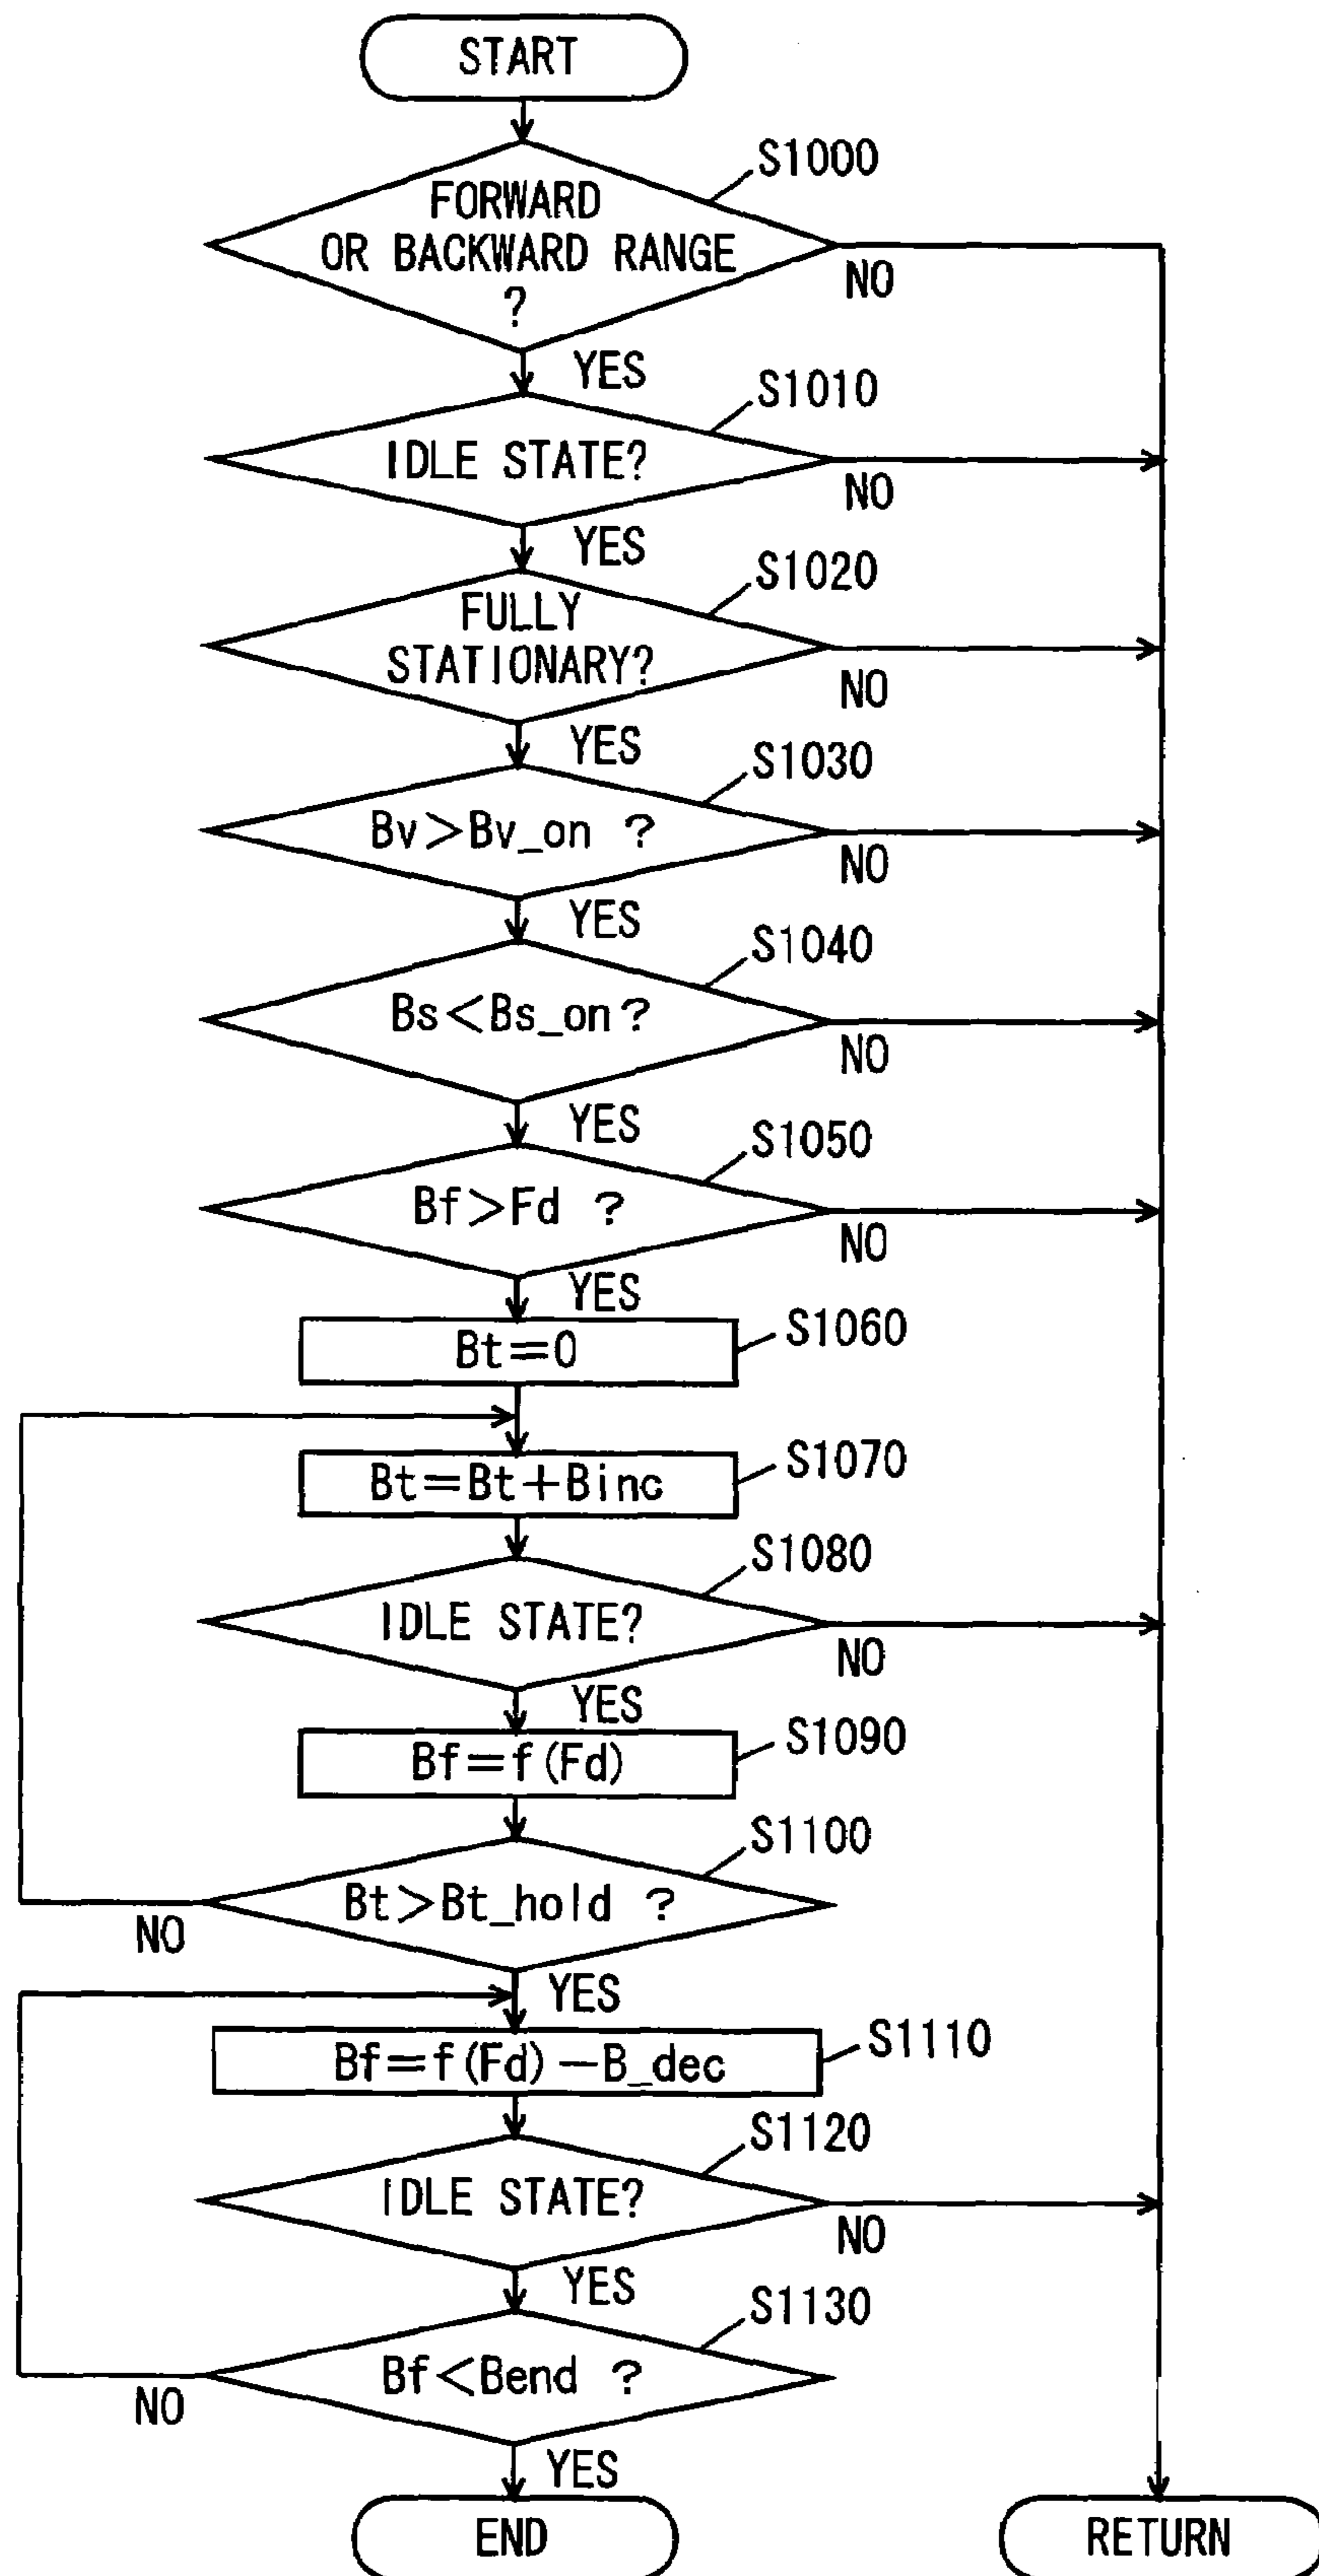 START
S1000
FORWARD
OR BACKWARD RANGE
?
NO
YES
S1010
IDLE STATE?
NO
YES
S1020
FULLY
STATIONARY?
NO
YES
S1030
Bv>Bv_on ?
NO
YES
S1040
Bs<Bs_on?
NO
YES
S1050
Bf>Fd ?
NO
YES
S1060
Bt=0
S1070
Bt=Bt+Binc
S1080
IDLE STATE?
NO
YES
S1090
Bf=f(Fd)
S1100
Bt>Bt_hold ?
NO
YES
S1110
Bf=f(Fd)-B_dec
S1120
IDLE STATE?
NO
YES
S1130
Bf<Bend ?
NO
YES
END
RETURN